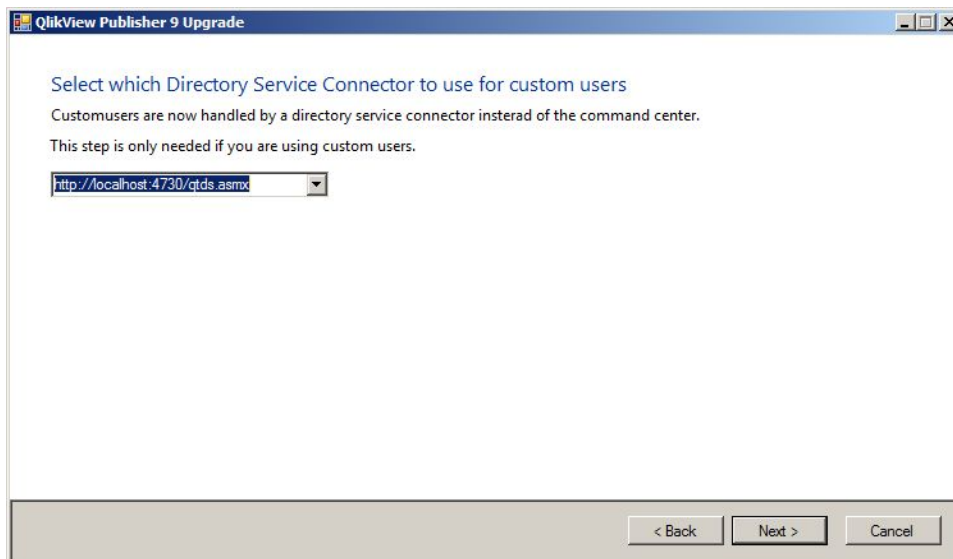 QlikView Publisher 9 Upgrade
Select which Directory Service Connector to use for custom users
Customusers are now handled by a directory service connector insterad of the command center.
This step is only needed if you are using custom users.
http://localhost:4730/qtds.asmx
< Back Next > Cancel